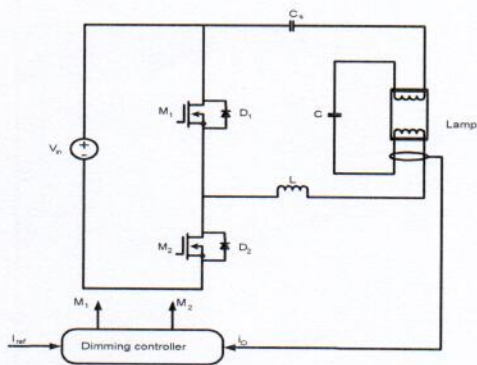 Cs
M1
D1
C
Lamp
Vin
+
-
L
M2
D2
M1
M2
Iref
Dimming controller
iO